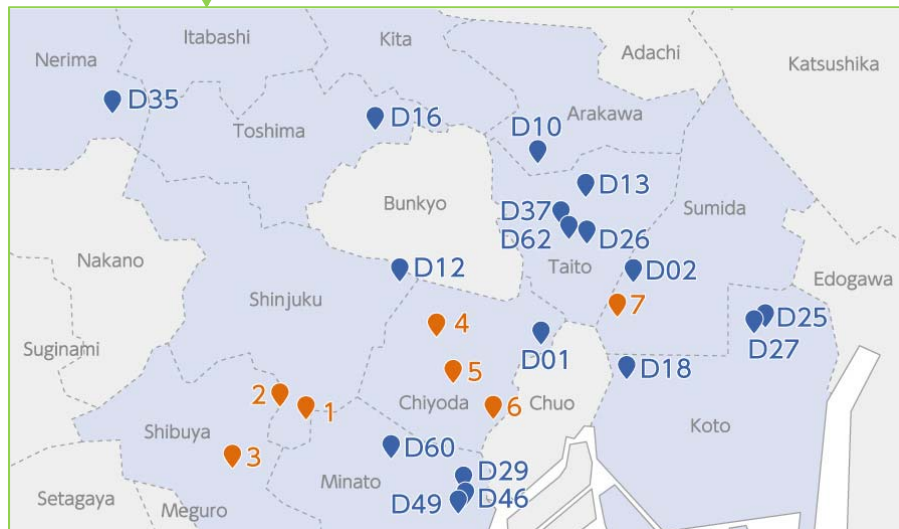 Itabashi
Kita
Adachi
Nerima
Katsushika
D35
D16
Arakawa
Toshima
D10
D13
Bunkyo
D37
Sumida
D62
D26
Nakano
D12
Taito
D02
Edogawa
Shinjuku
7
4
D25
Suginami
D01
D27
5
D18
2
1
Chiyoda
6
Chuo
Koto
Shibuya
3
D60
D29
Minato
D46
Setagaya
D49
Meguro